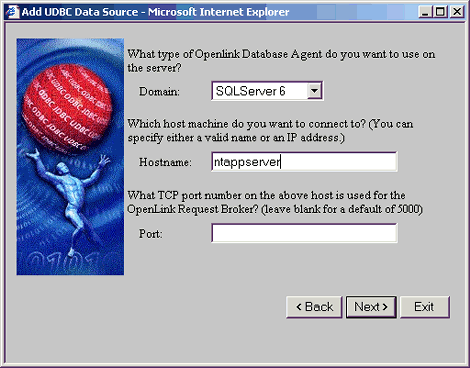 Add UDBC Data Source - Microsoft Internet Explorer
What type of Openlink Database Agent do you want to use on
the server?
Domain: SQLServer 6
Which host machine do you want to connect to? (You can
specify either a valid name or an IP address.)
Hostname: ntappserver
What TCP port number on the above host is used for the
OpenLink Request Broker? (leave blank for a default of 5000)
Port:
< Back Next > Exit